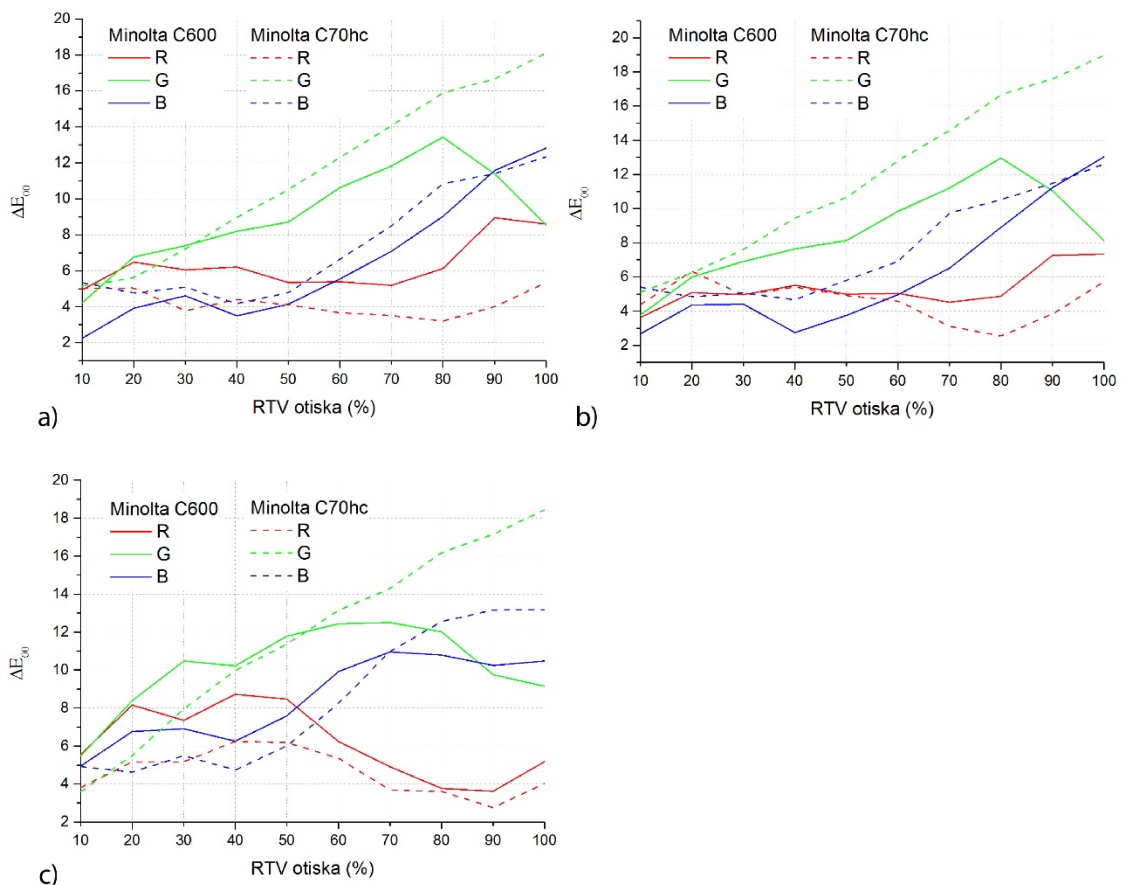 20
18
16
14
12
10
8
6
4
2
ΔE₀₀
Minolta C600 Minolta C70hc
R R
G G
B B
10 20 30 40 50 60 70 80 90 100
RTV otiska (%)
a)
20
18
16
14
12
10
8
6
4
2
ΔE₀₀
Minolta C600 Minolta C70hc
R R
G G
B B
10 20 30 40 50 60 70 80 90 100
RTV otiska (%)
b)
20
18
16
14
12
10
8
6
4
2
ΔE₀₀
Minolta C600 Minolta C70hc
R R
G G
B B
10 20 30 40 50 60 70 80 90 100
RTV otiska (%)
c)